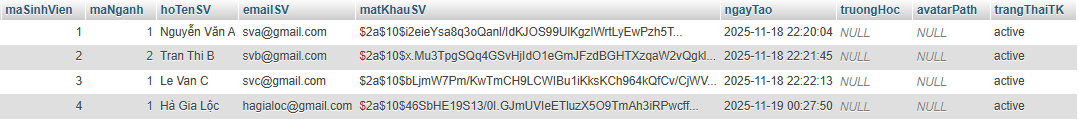 maSinhVien maNganh hoTenSV emailSV matKhauSV ngayTao truongHoc avatarPath trangThaiTK
1 1 Nguyễn Văn A sva@gmail.com $2a$10$i2eieYsa8q3oQanl/ldKJOS99UlKgzlWrtLyEwPzh5T... 2025-11-18 22:20:04 NULL NULL active
2 2 Tran Thi B svb@gmail.com $2a$10$x.Mu3TpgSQq4GSvHjIdO1eGmJFzdBGHTXzqaW2vQgkl... 2025-11-18 22:21:45 NULL NULL active
3 1 Le Van C svc@gmail.com $2a$10$bLjmW7Pm/KwTmCH9LCWlBu1iKksKCh964kQfCv/CjWV... 2025-11-18 22:22:13 NULL NULL active
4 1 Hà Gia Lộc hagialoc@gmail.com $2a$10$46SbHE19S13/0I.GJmUVIeETIuzX5O9TmAh3iRPwcff... 2025-11-19 00:27:50 NULL NULL active